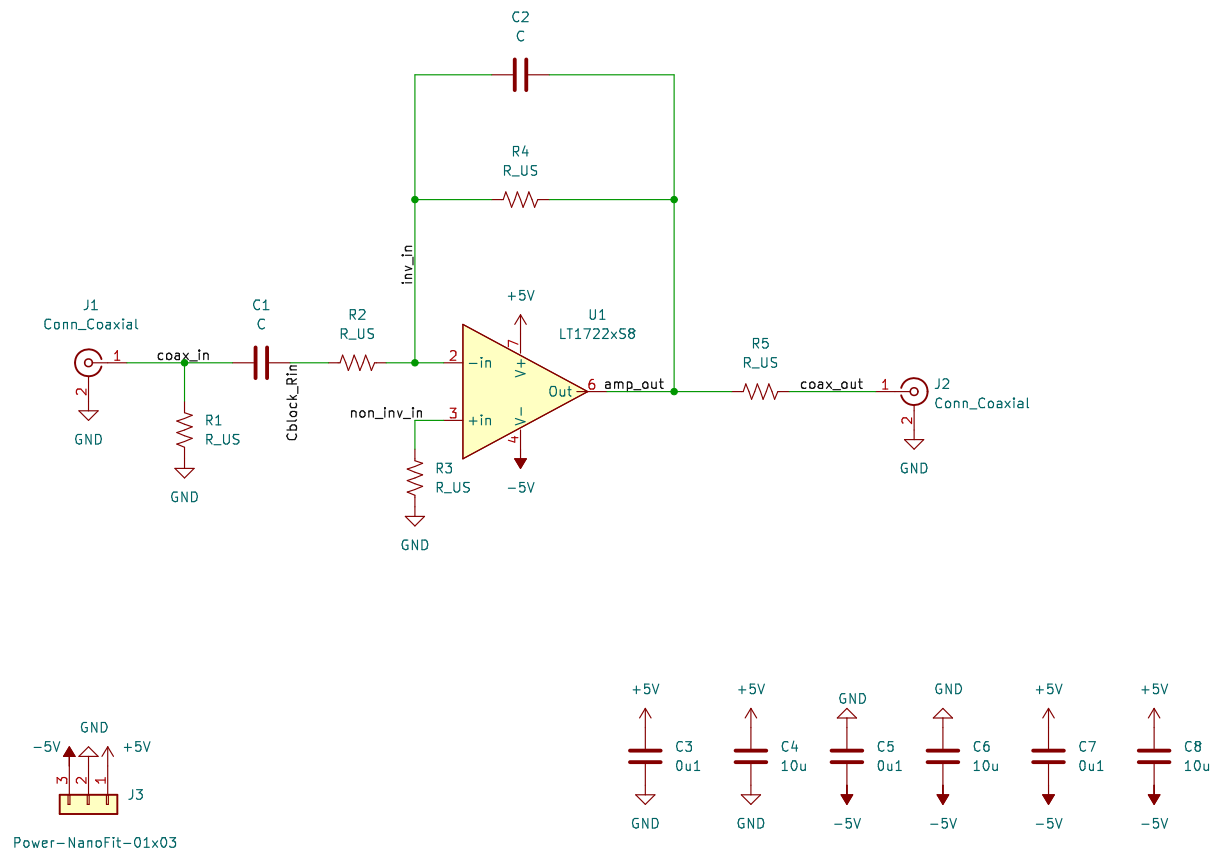 C2
C
R4
R_US
inv_in
J1
Conn_Coaxial
1
2
GND
coax_in
R1
R_US
GND
C1
C
Cblock_Rin
R2
R_US
+5V
U1
LT1722xS8
7
V+
2
-in
3
+in
non_inv_in
Out
6
amp_out
V-
4
-5V
R3
R_US
GND
R5
R_US
coax_out
1
J2
Conn_Coaxial
2
GND
-5V
GND
+5V
3
2
1
J3
Power-NanoFit-01x03
+5V
C3
0u1
GND
+5V
C4
10u
GND
GND
C5
0u1
-5V
GND
C6
10u
-5V
+5V
C7
0u1
-5V
+5V
C8
10u
-5V